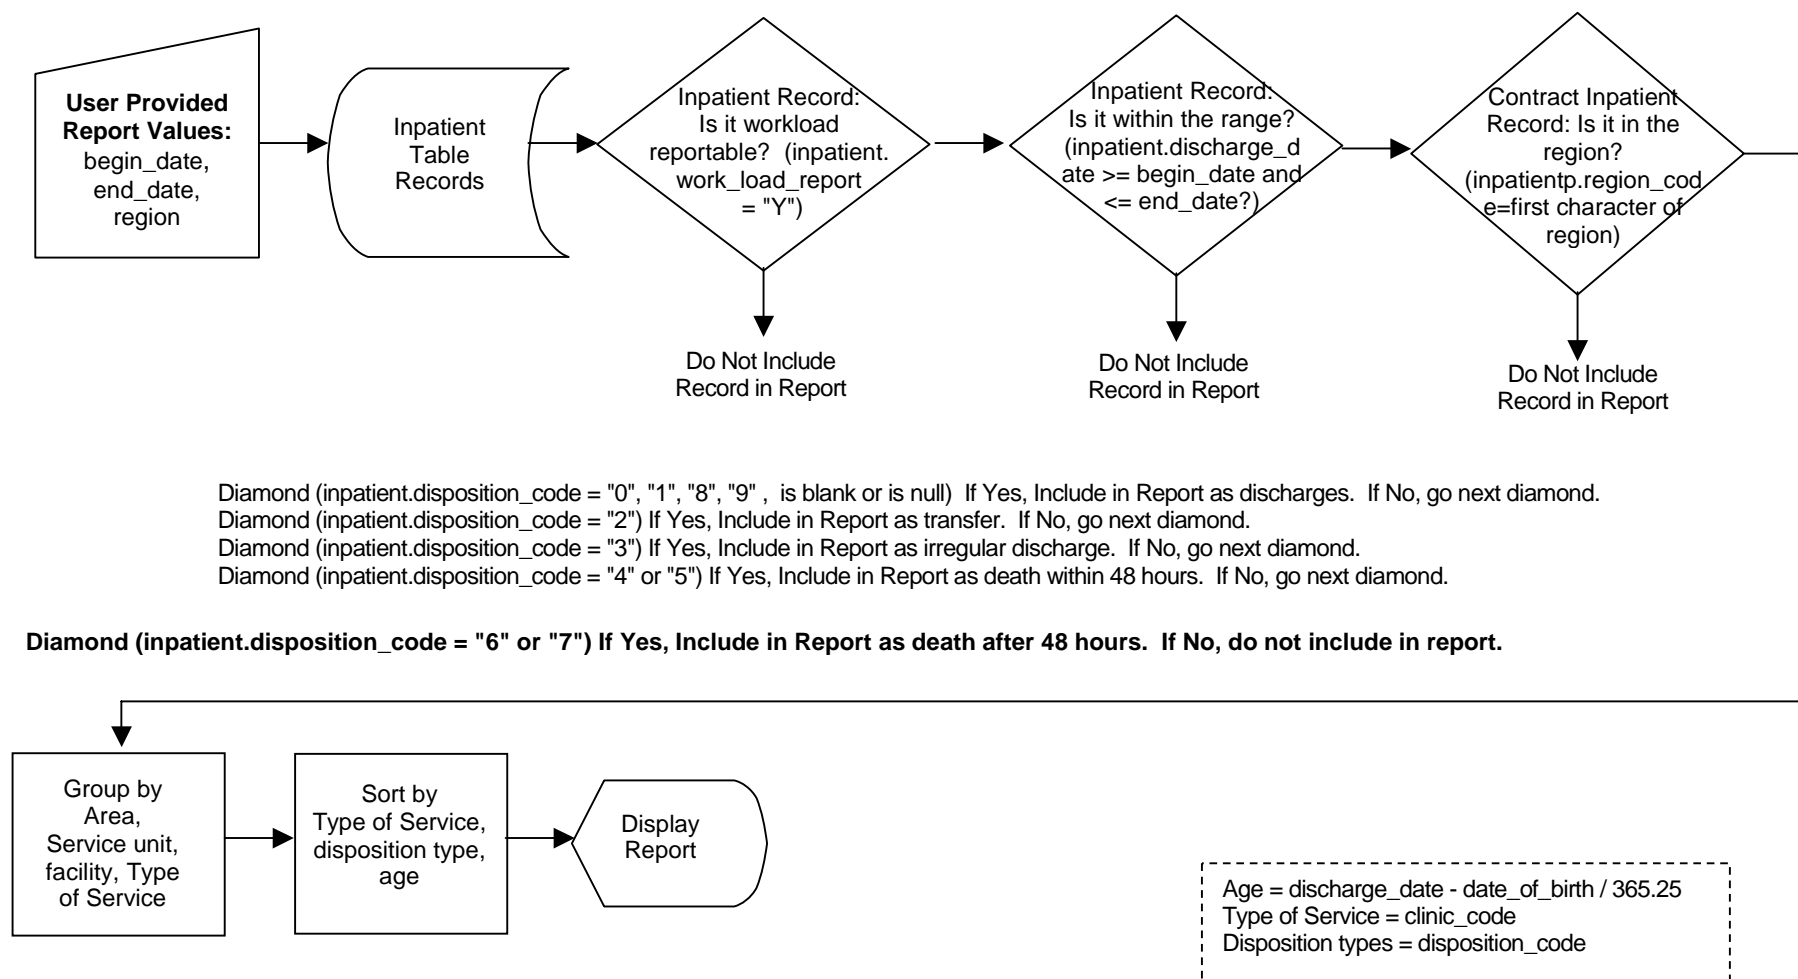 User Provided
Report Values:
begin_date,
end_date,
region
Inpatient
Table
Records
Inpatient Record:
Is it workload
reportable?  (inpatient.
work_load_report
= "Y")
Inpatient Record:
Is it within the range?
(inpatient.discharge_d
ate >= begin_date and
<= end_date?)
Contract Inpatient
Record: Is it in the
region?
(inpatientp.region_cod
e=first character of
region)
Do Not Include
Record in Report
Do Not Include
Record in Report
Do Not Include
Record in Report
Diamond (inpatient.disposition_code = "0", "1", "8", "9" ,  is blank or is null)  If Yes, Include in Report as discharges.  If No, go next diamond.
Diamond (inpatient.disposition_code = "2") If Yes, Include in Report as transfer.  If No, go next diamond.
Diamond (inpatient.disposition_code = "3") If Yes, Include in Report as irregular discharge.  If No, go next diamond.
Diamond (inpatient.disposition_code = "4" or "5") If Yes, Include in Report as death within 48 hours.  If No, go next diamond.
Diamond (inpatient.disposition_code = "6" or "7") If Yes, Include in Report as death after 48 hours.  If No, do not include in report.
Group by
Area,
Service unit,
facility, Type
of Service
Sort by
Type of Service,
disposition type,
age
Display
Report
Age = discharge_date - date_of_birth / 365.25
Type of Service = clinic_code
Disposition types = disposition_code